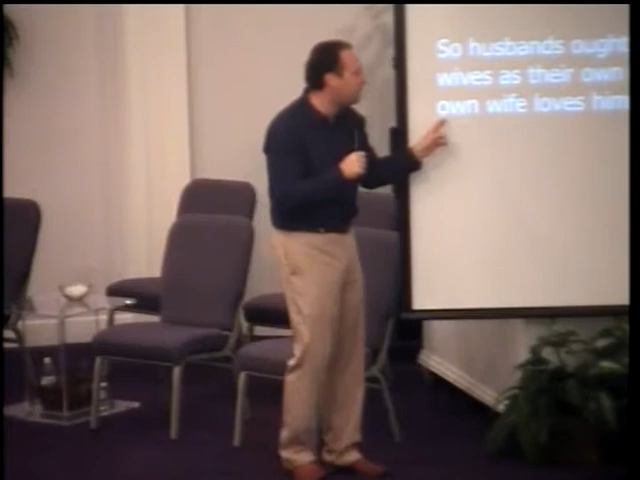 So husbands ought
wives as their own
own wife loves him